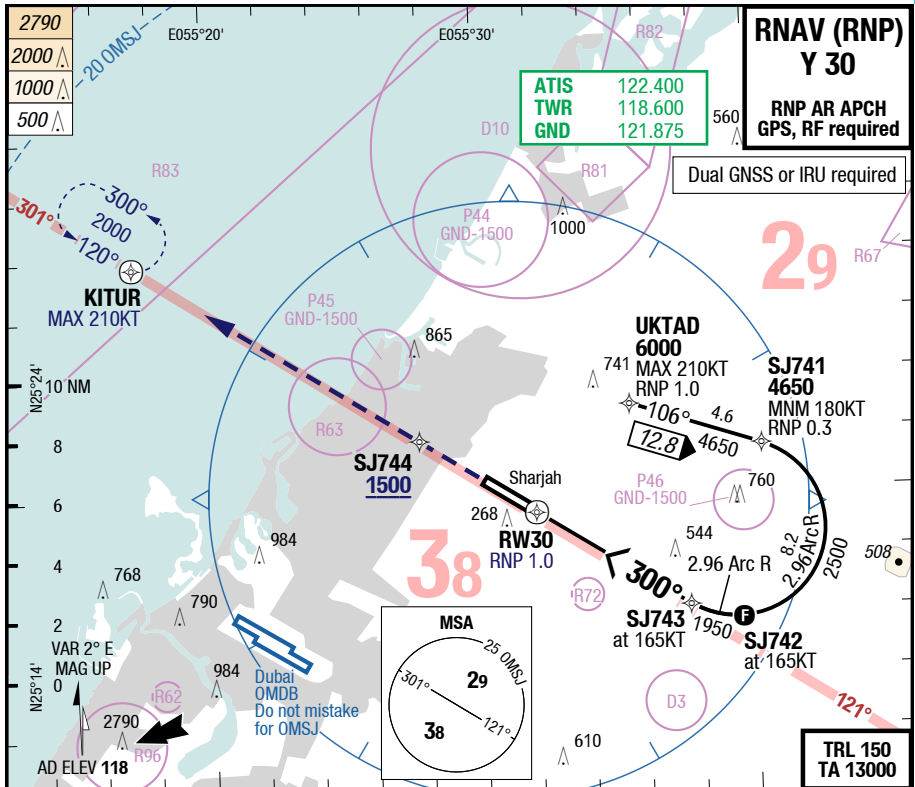 2790
2000
1000
500
20 OMSJ
E055°20'
E055°30'
R82
RNAV (RNP)
Y 30
RNP AR APCH
GPS, RF required
ATIS 122.400
TWR 118.600
GND 121.875
560
D10
R83
R81
Dual GNSS or IRU required
301°
300°
2000
120°
P44
GND-1500
1000
29
R67
KITUR
MAX 210KT
P45
GND-1500
865
UKTAD
6000
MAX 210KT
RNP 1.0
741
SJ741
4650
MNM 180KT
RNP 0.3
N25°24'
10 NM
106°
4.6
4650
12.8
R63
8
SJ744
1500
Sharjah
P46
GND-1500
760
6
268
RW30
RNP 1.0
544
8.2
2.96 Arc R
2500
508
984
38
2.96 Arc R
4
300°
768
R72
SJ743
at 165KT
1950
F
SJ742
at 165KT
790
2
MSA
25 OMSJ
301°
29
121°
38
VAR 2° E
MAG UP
984
Dubai
OMDB
Do not mistake
for OMSJ
N25°14'
0
R62
D3
121°
2790
R96
610
AD ELEV 118
TRL 150
TA 13000